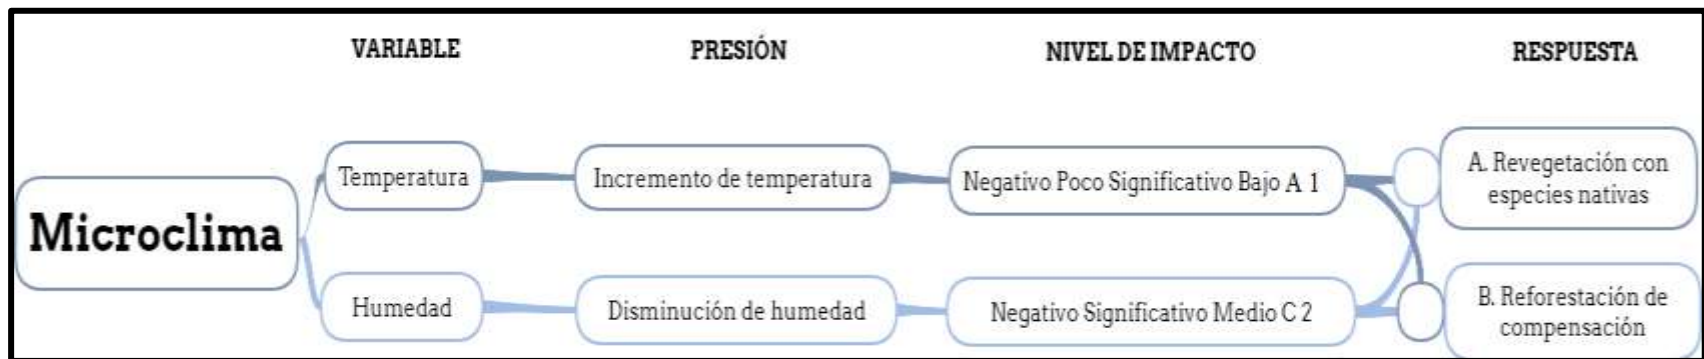 VARIABLE
PRESIÓN
NIVEL DE IMPACTO
RESPUESTA
Microclima
Temperatura
Incremento de temperatura
Negativo Poco Significativo Bajo A 1
A. Revegetación con
especies nativas
Humedad
Disminución de humedad
Negativo Significativo Medio C 2
B. Reforestación de
compensación